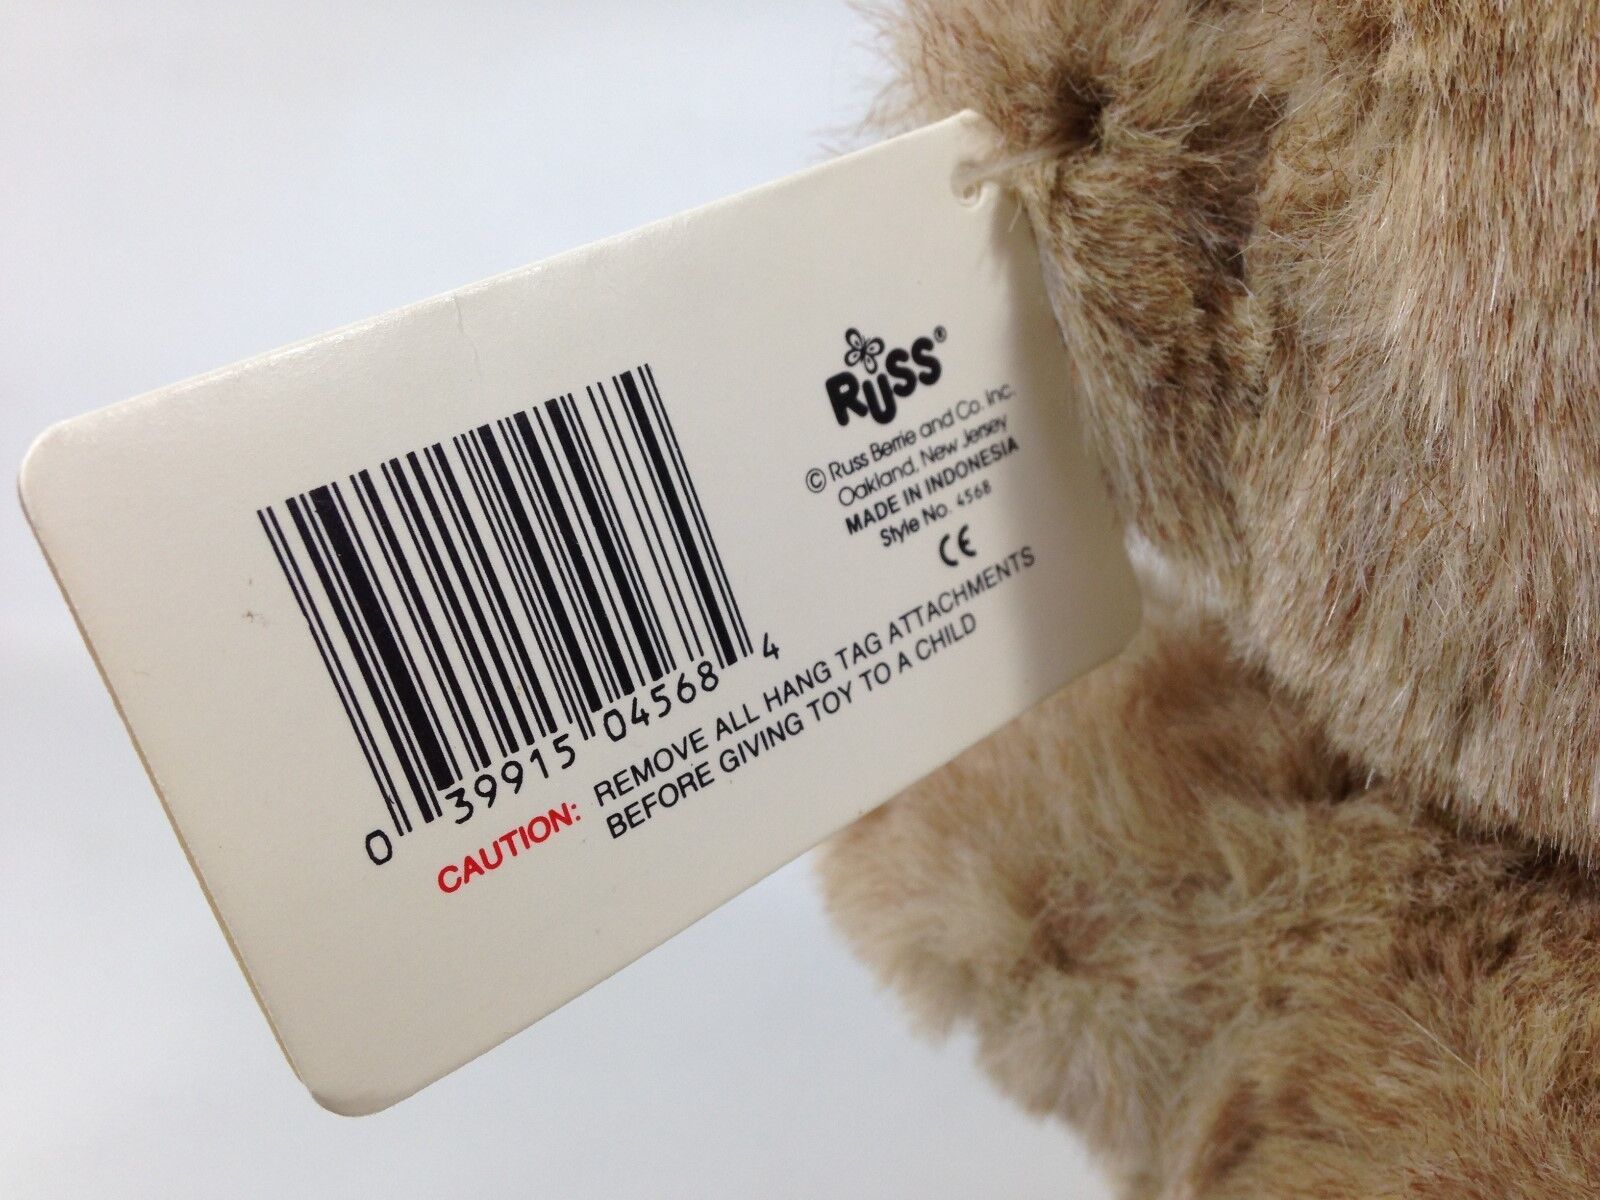 RUSS®
© Russ Berrie and Co. Inc.
Oakland, New Jersey
MADE IN INDONESIA
Style No. 4568
CE
0 39915 04568 4
CAUTION: REMOVE ALL HANG TAG ATTACHMENTS
BEFORE GIVING TOY TO A CHILD